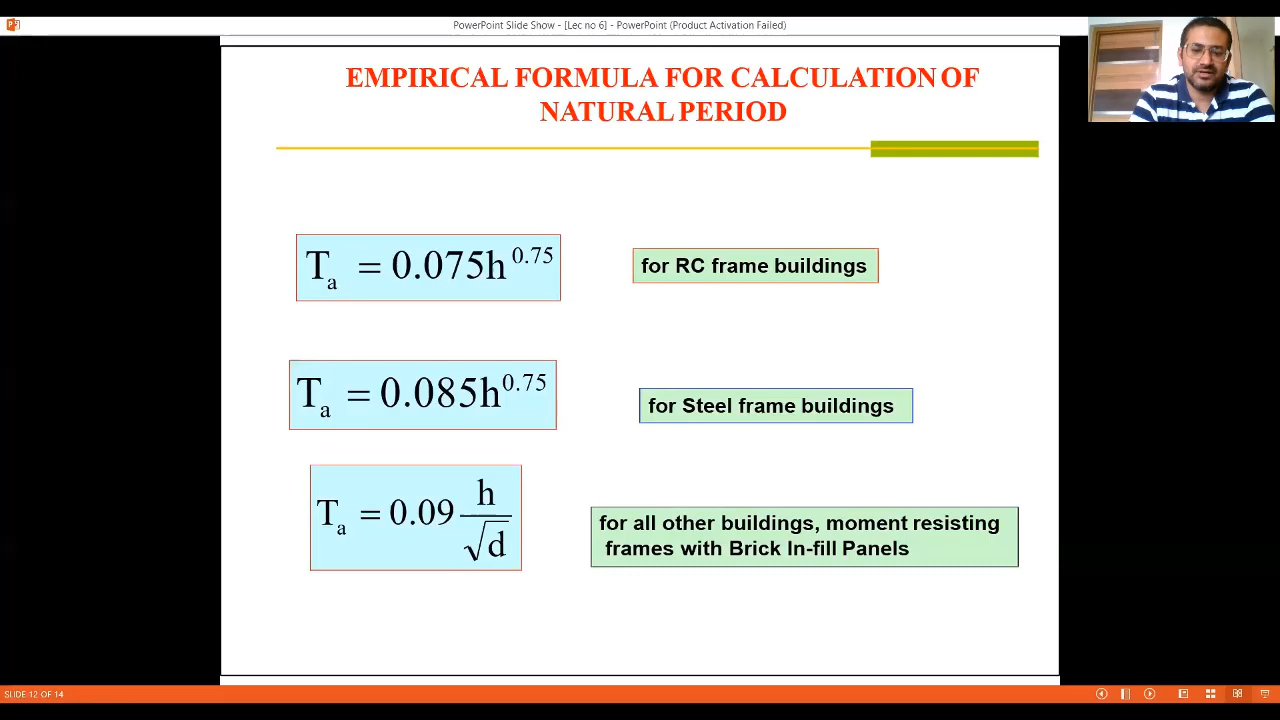 PowerPoint Slide Show - [Lec no 6] - PowerPoint (Product Activation Failed)
EMPIRICAL FORMULA FOR CALCULATION OF
NATURAL PERIOD
Tₐ = 0.075h^0.75
for RC frame buildings
Tₐ = 0.085h^0.75
for Steel frame buildings
Tₐ = 0.09 h/√d
for all other buildings, moment resisting
frames with Brick In-fill Panels
SLIDE 12 OF 14